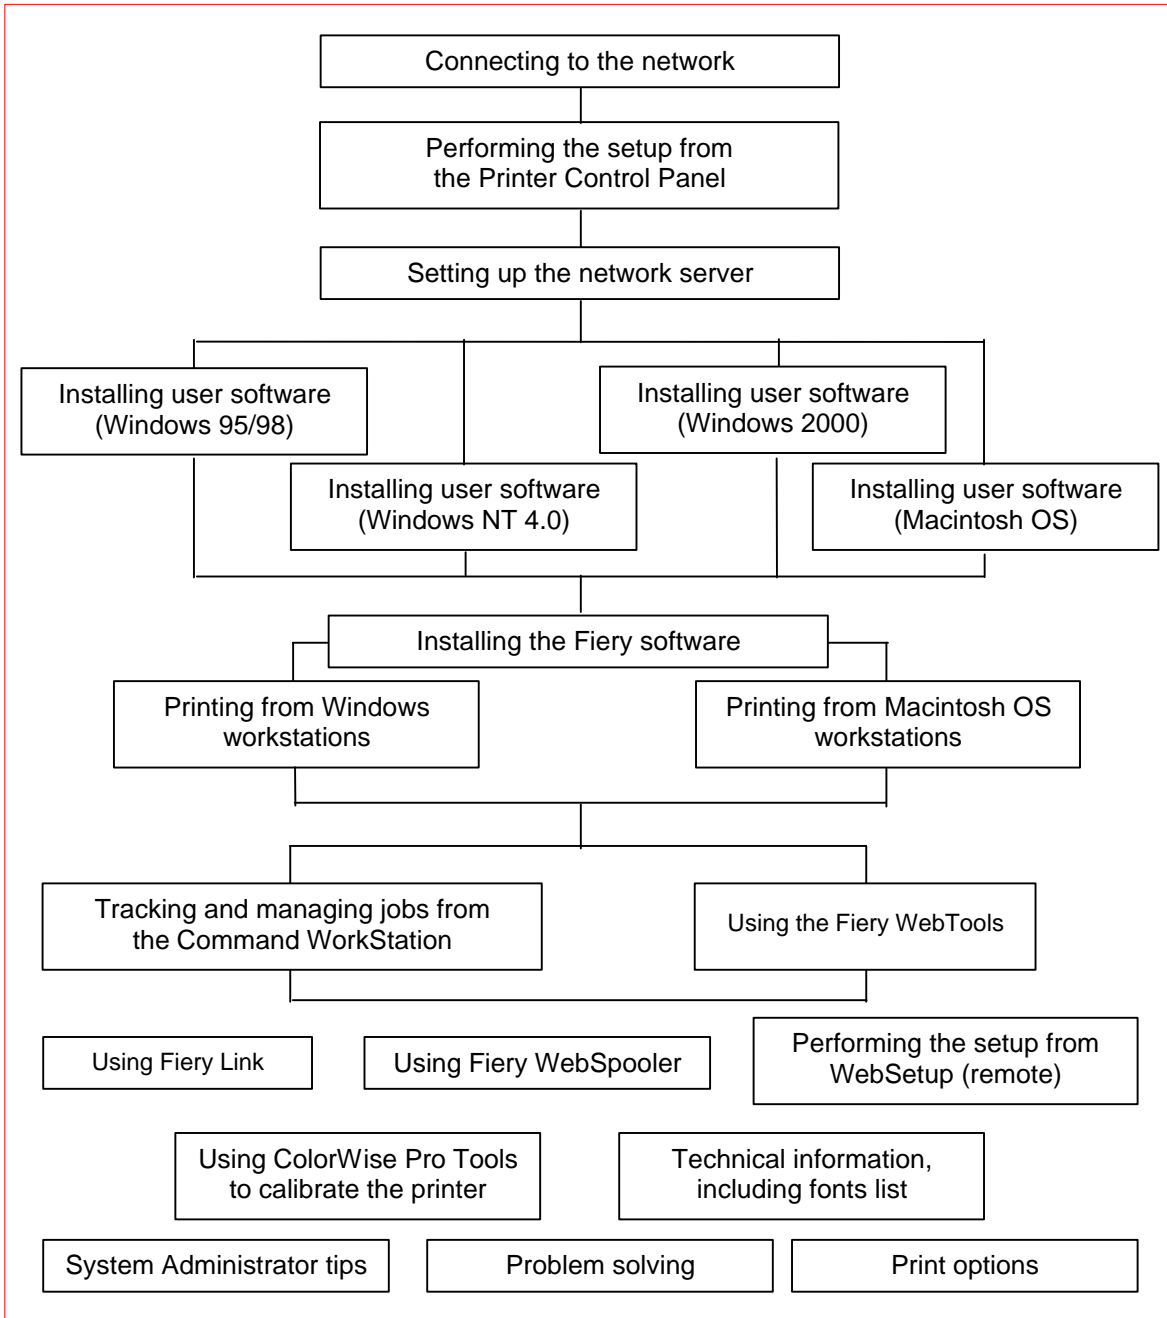 Connecting to the network
Performing the setup from
the Printer Control Panel
Setting up the network server
Installing user software
(Windows 95/98)
Installing user software
(Windows 2000)
Installing user software
(Windows NT 4.0)
Installing user software
(Macintosh OS)
Installing the Fiery software
Printing from Windows
workstations
Printing from Macintosh OS
workstations
Tracking and managing jobs from
the Command WorkStation
Using the Fiery WebTools
Using Fiery Link
Using Fiery WebSpooler
Performing the setup from
WebSetup (remote)
Using ColorWise Pro Tools
to calibrate the printer
Technical information,
including fonts list
System Administrator tips
Problem solving
Print options